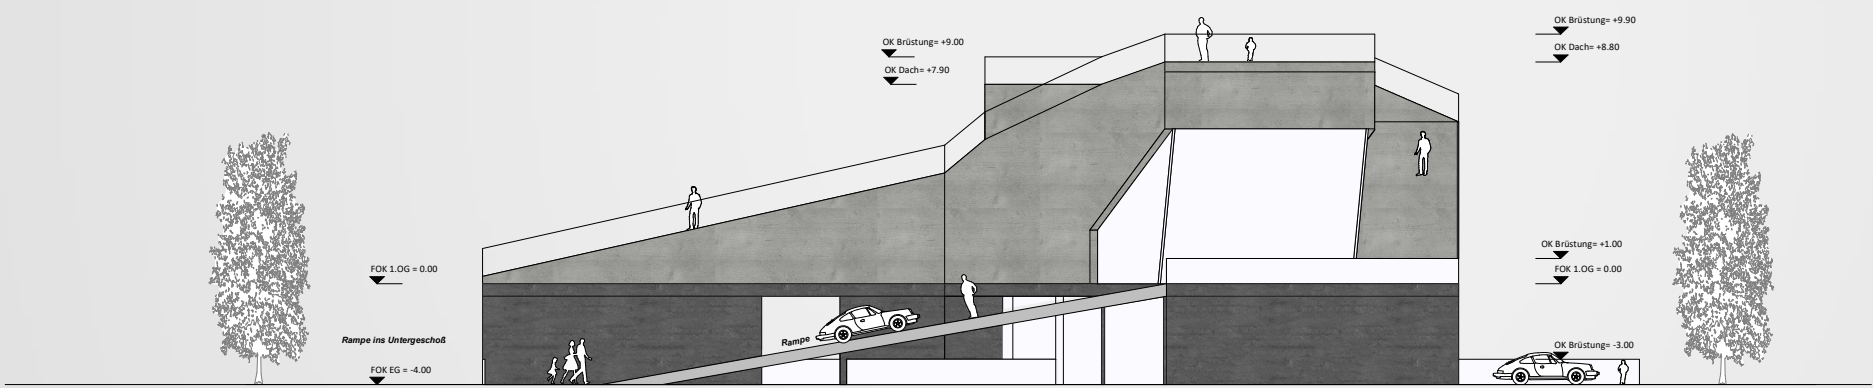 OK Brüstung= +9.90
OK Brüstung= +9.00
OK Dach= +8.80
OK Dach= +7.90
OK Brüstung= +1.00
FOK 1.OG = 0.00
FOK 1.OG = 0.00
Rampe
Rampe ins Untergeschoß
OK Brüstung= -3.00
FOK EG = -4.00